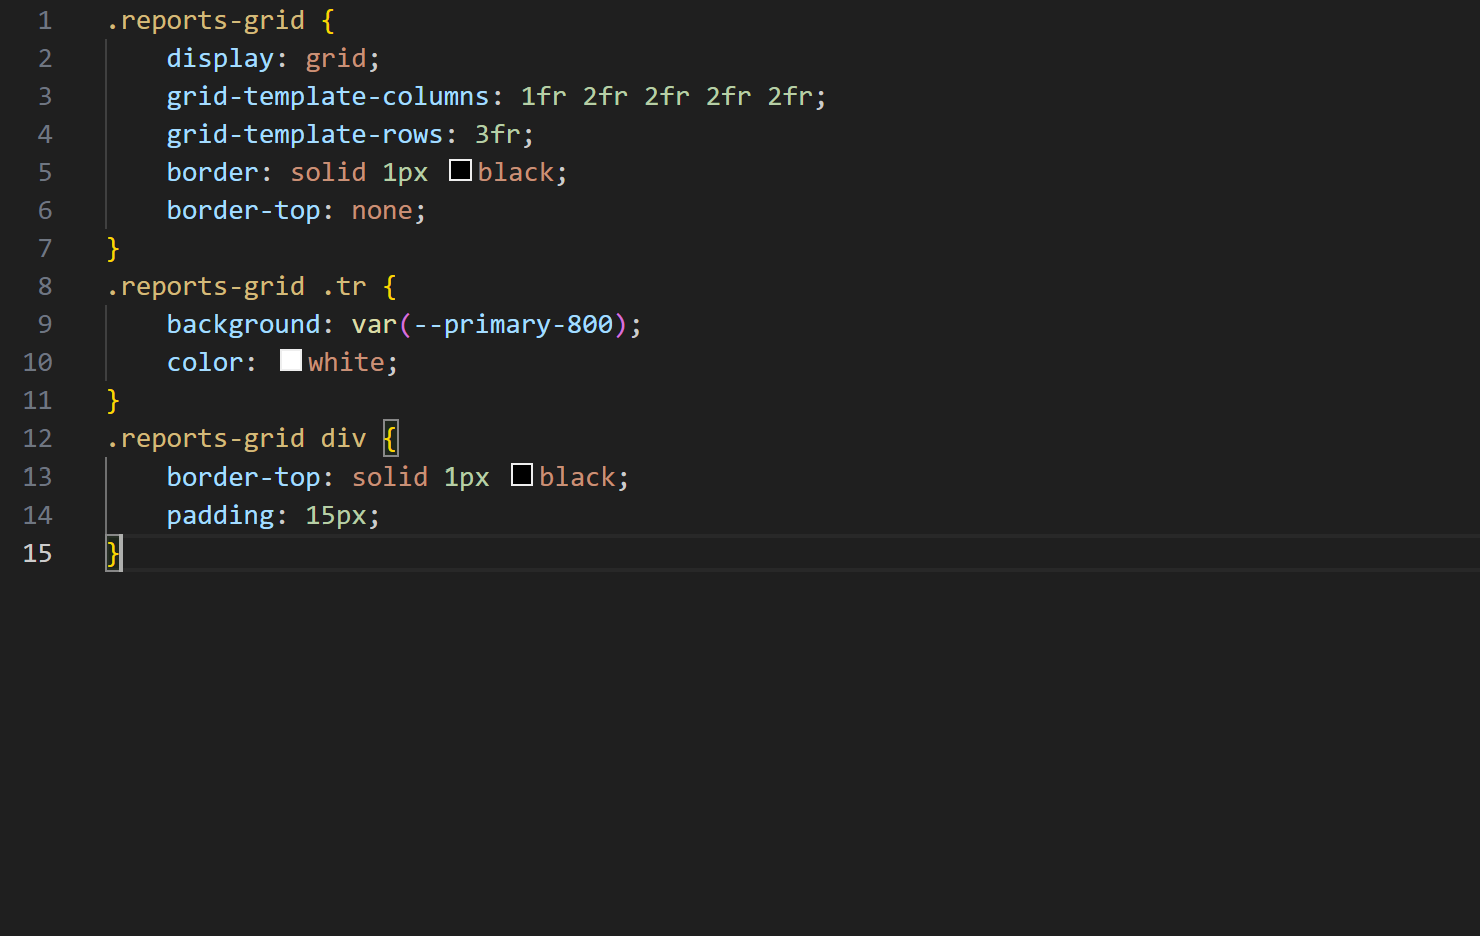 1 .reports-grid {
2     display: grid;
3     grid-template-columns: 1fr 2fr 2fr 2fr 2fr;
4     grid-template-rows: 3fr;
5     border: solid 1px black;
6     border-top: none;
7 }
8 .reports-grid .tr {
9     background: var(--primary-800);
10     color: white;
11 }
12 .reports-grid div {
13     border-top: solid 1px black;
14     padding: 15px;
15 }